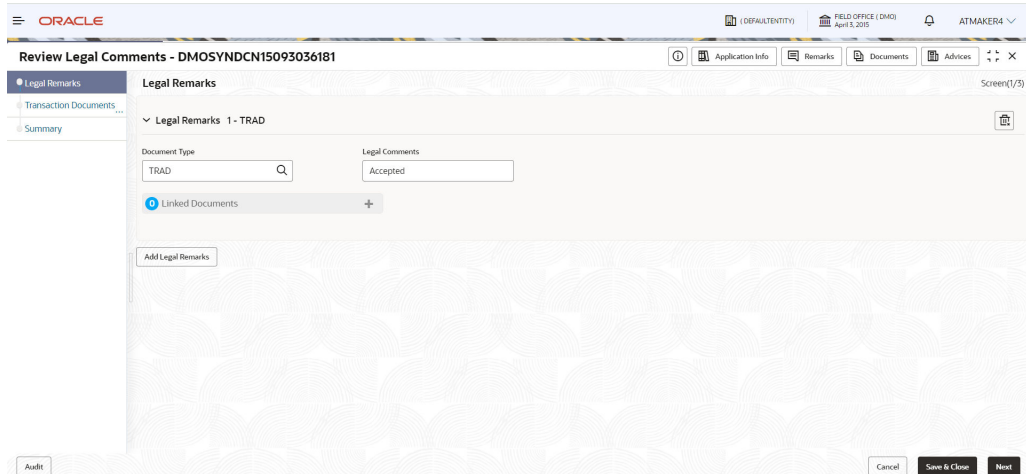 ORACLE
( DEFAULTENTITY)
FIELD OFFICE ( DMO)
April 3, 2015
ATMAKER4
Review Legal Comments - DMOSYNDCN15093036181
Application Info
Remarks
Documents
Advices
Legal Remarks
Transaction Documents ...
Summary
Legal Remarks
Screen(1/3)
Legal Remarks 1 - TRAD
Document Type
Legal Comments
TRAD
Accepted
0 Linked Documents
Add Legal Remarks
Audit
Cancel
Save & Close
Next